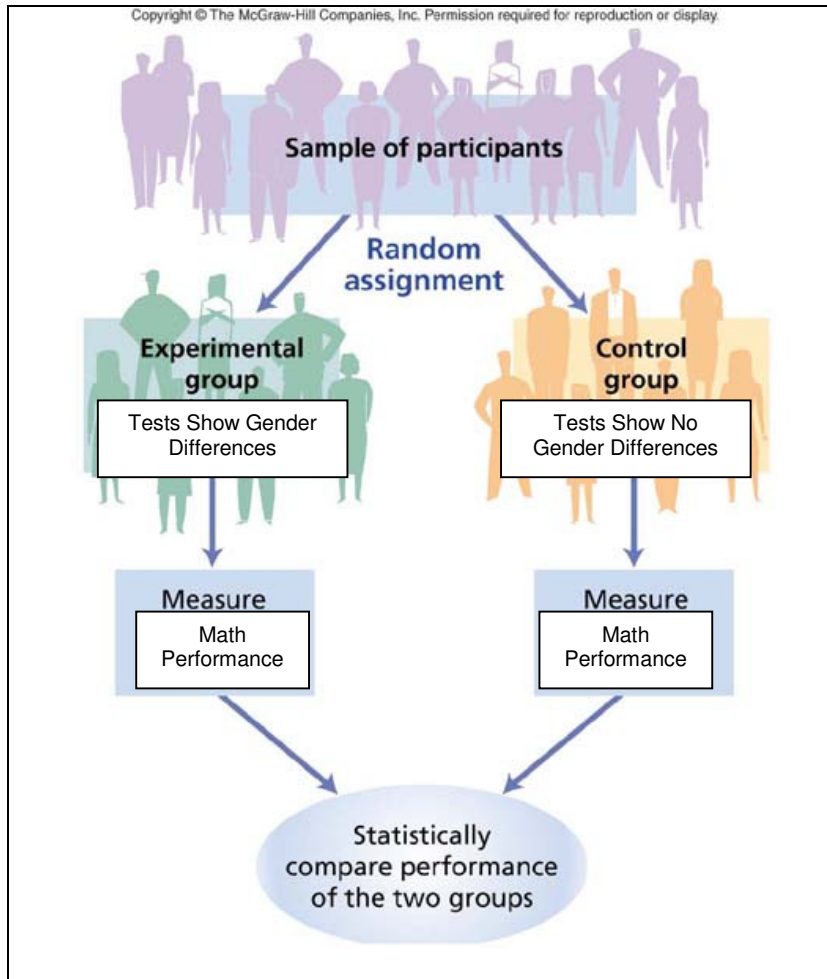 Copyright © The McGraw-Hill Companies, Inc. Permission required for reproduction or display.
Sample of participants
Random
assignment
Experimental
group
Tests Show Gender
Differences
Control
group
Tests Show No
Gender Differences
Measure
Math
Performance
Measure
Math
Performance
Statistically
compare performance
of the two groups